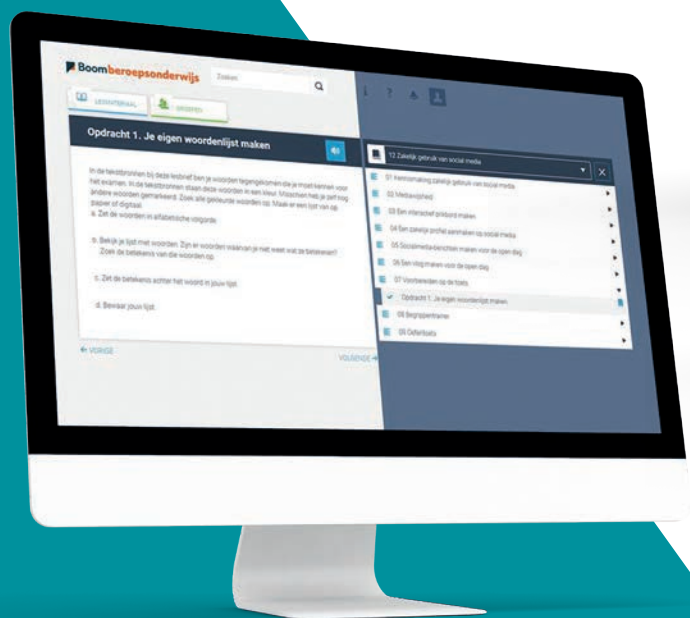 Boomberoepsonderwijs
Zoeken
LESMATERIAAL
GROEPEN
Opdracht 1. Je eigen woordenlijst maken
In de tekstbronnen bij deze lesbrief ben je woorden tegengekomen die je moet kennen voor
het examen. In de tekstbronnen staan deze woorden in een kleur. Misschien heb je zelf nog
andere woorden gemarkeerd. Zoek alle gekleurde woorden op. Maak er een lijst van op
papier of digitaal.
a. Zet de woorden in alfabetische volgorde.
b. Bekijk je lijst met woorden. Zijn er woorden waarvan je niet weet wat ze betekenen?
Zoek de betekenis van die woorden op.
c. Zet de betekenis achter het woord in jouw lijst.
d. Bewaar jouw lijst.
← VORIGE
VOLGENDE →
i ?
12 Zakelijk gebruik van social media
X
01 Kennismaking zakelijk gebruik van social media
02 Mediawijsheid
03 Een interactief prikbord maken
04 Een zakelijk profiel aanmaken op social media
05 Socialmedia-berichten maken voor de open dag
06 Een vlog maken voor de open dag
07 Voorbereiden op de toets
Opdracht 1. Je eigen woordenlijst maken
08 Begrippentrainer
09 Oefentoets